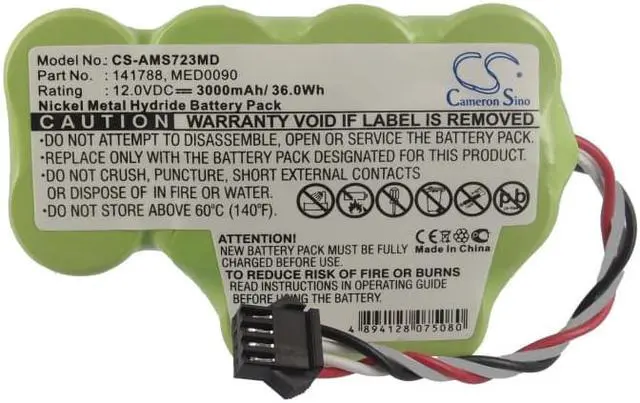 Model No.: CS-AMS723MD
Part No. : 141788, MED0090
Rating : 12.0VDC⎓ 3000mAh/ 36.0Wh
Nickel Metal Hydride Battery Pack
CS
Cameron Sino
CAUTION WARRANTY VOID IF LABEL IS REMOVED
•DO NOT ATTEMPT TO DISASSEMBLE, OPEN OR SERVICE THE BATTERY PACK.
•REPLACE ONLY WITH THE BATTERY PACK DESIGNATED FOR THIS PRODUCT.
•DO NOT CRUSH, PUNCTURE, SHORT EXTERNAL CONTACTS
OR DISPOSE OF IN FIRE OR WATER.
•DO NOT STORE ABOVE 60°C (140°F).
Pb
ATTENTION!
NEW BATTERY PACK MUST BE FULLY
CHARGED BEFORE USE.
CE
Made In China
TO REDUCE RISK OF FIRE OR BURNS
READ INSTRUCTIONS IN OPERATING GUIDE
BEFORE USING THE BATTERY.
4 894128 075080